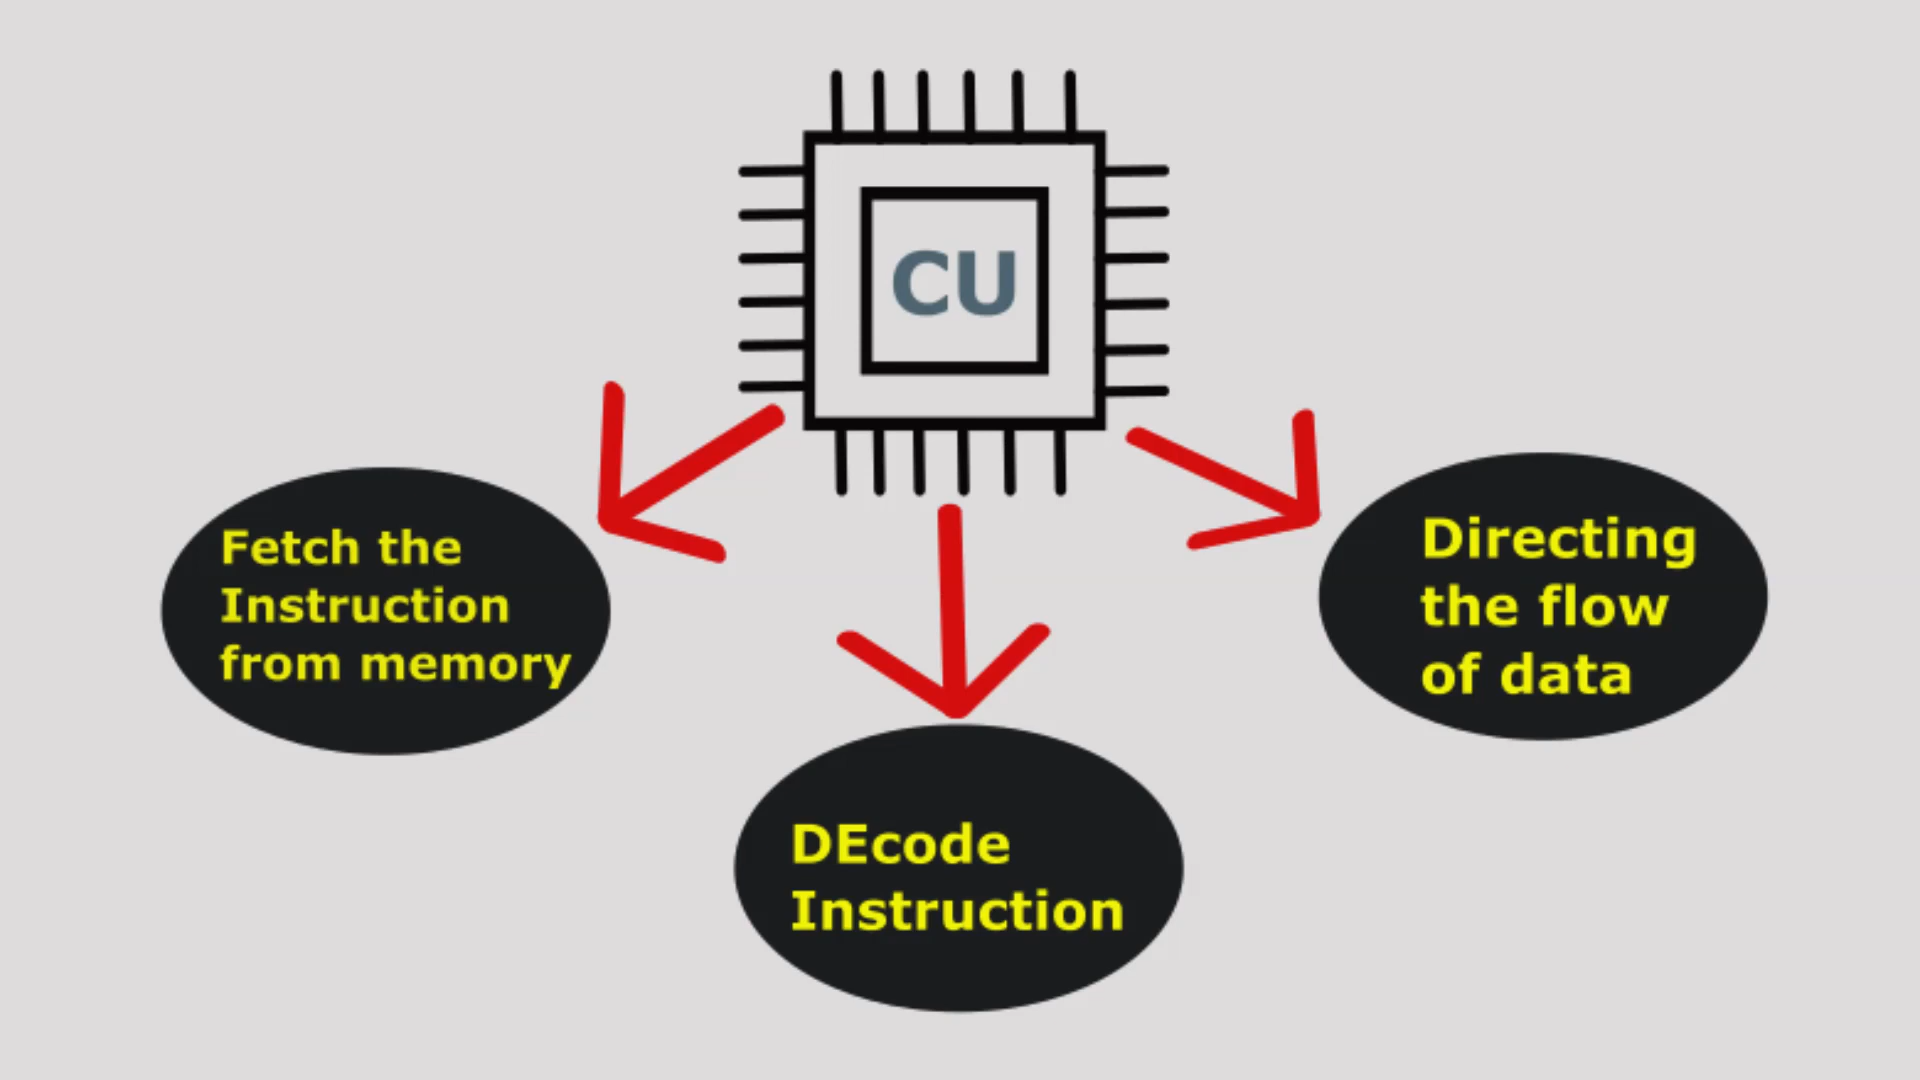 CU
Fetch the
Instruction
from memory
DEcode
Instruction
Directing
the flow
of data